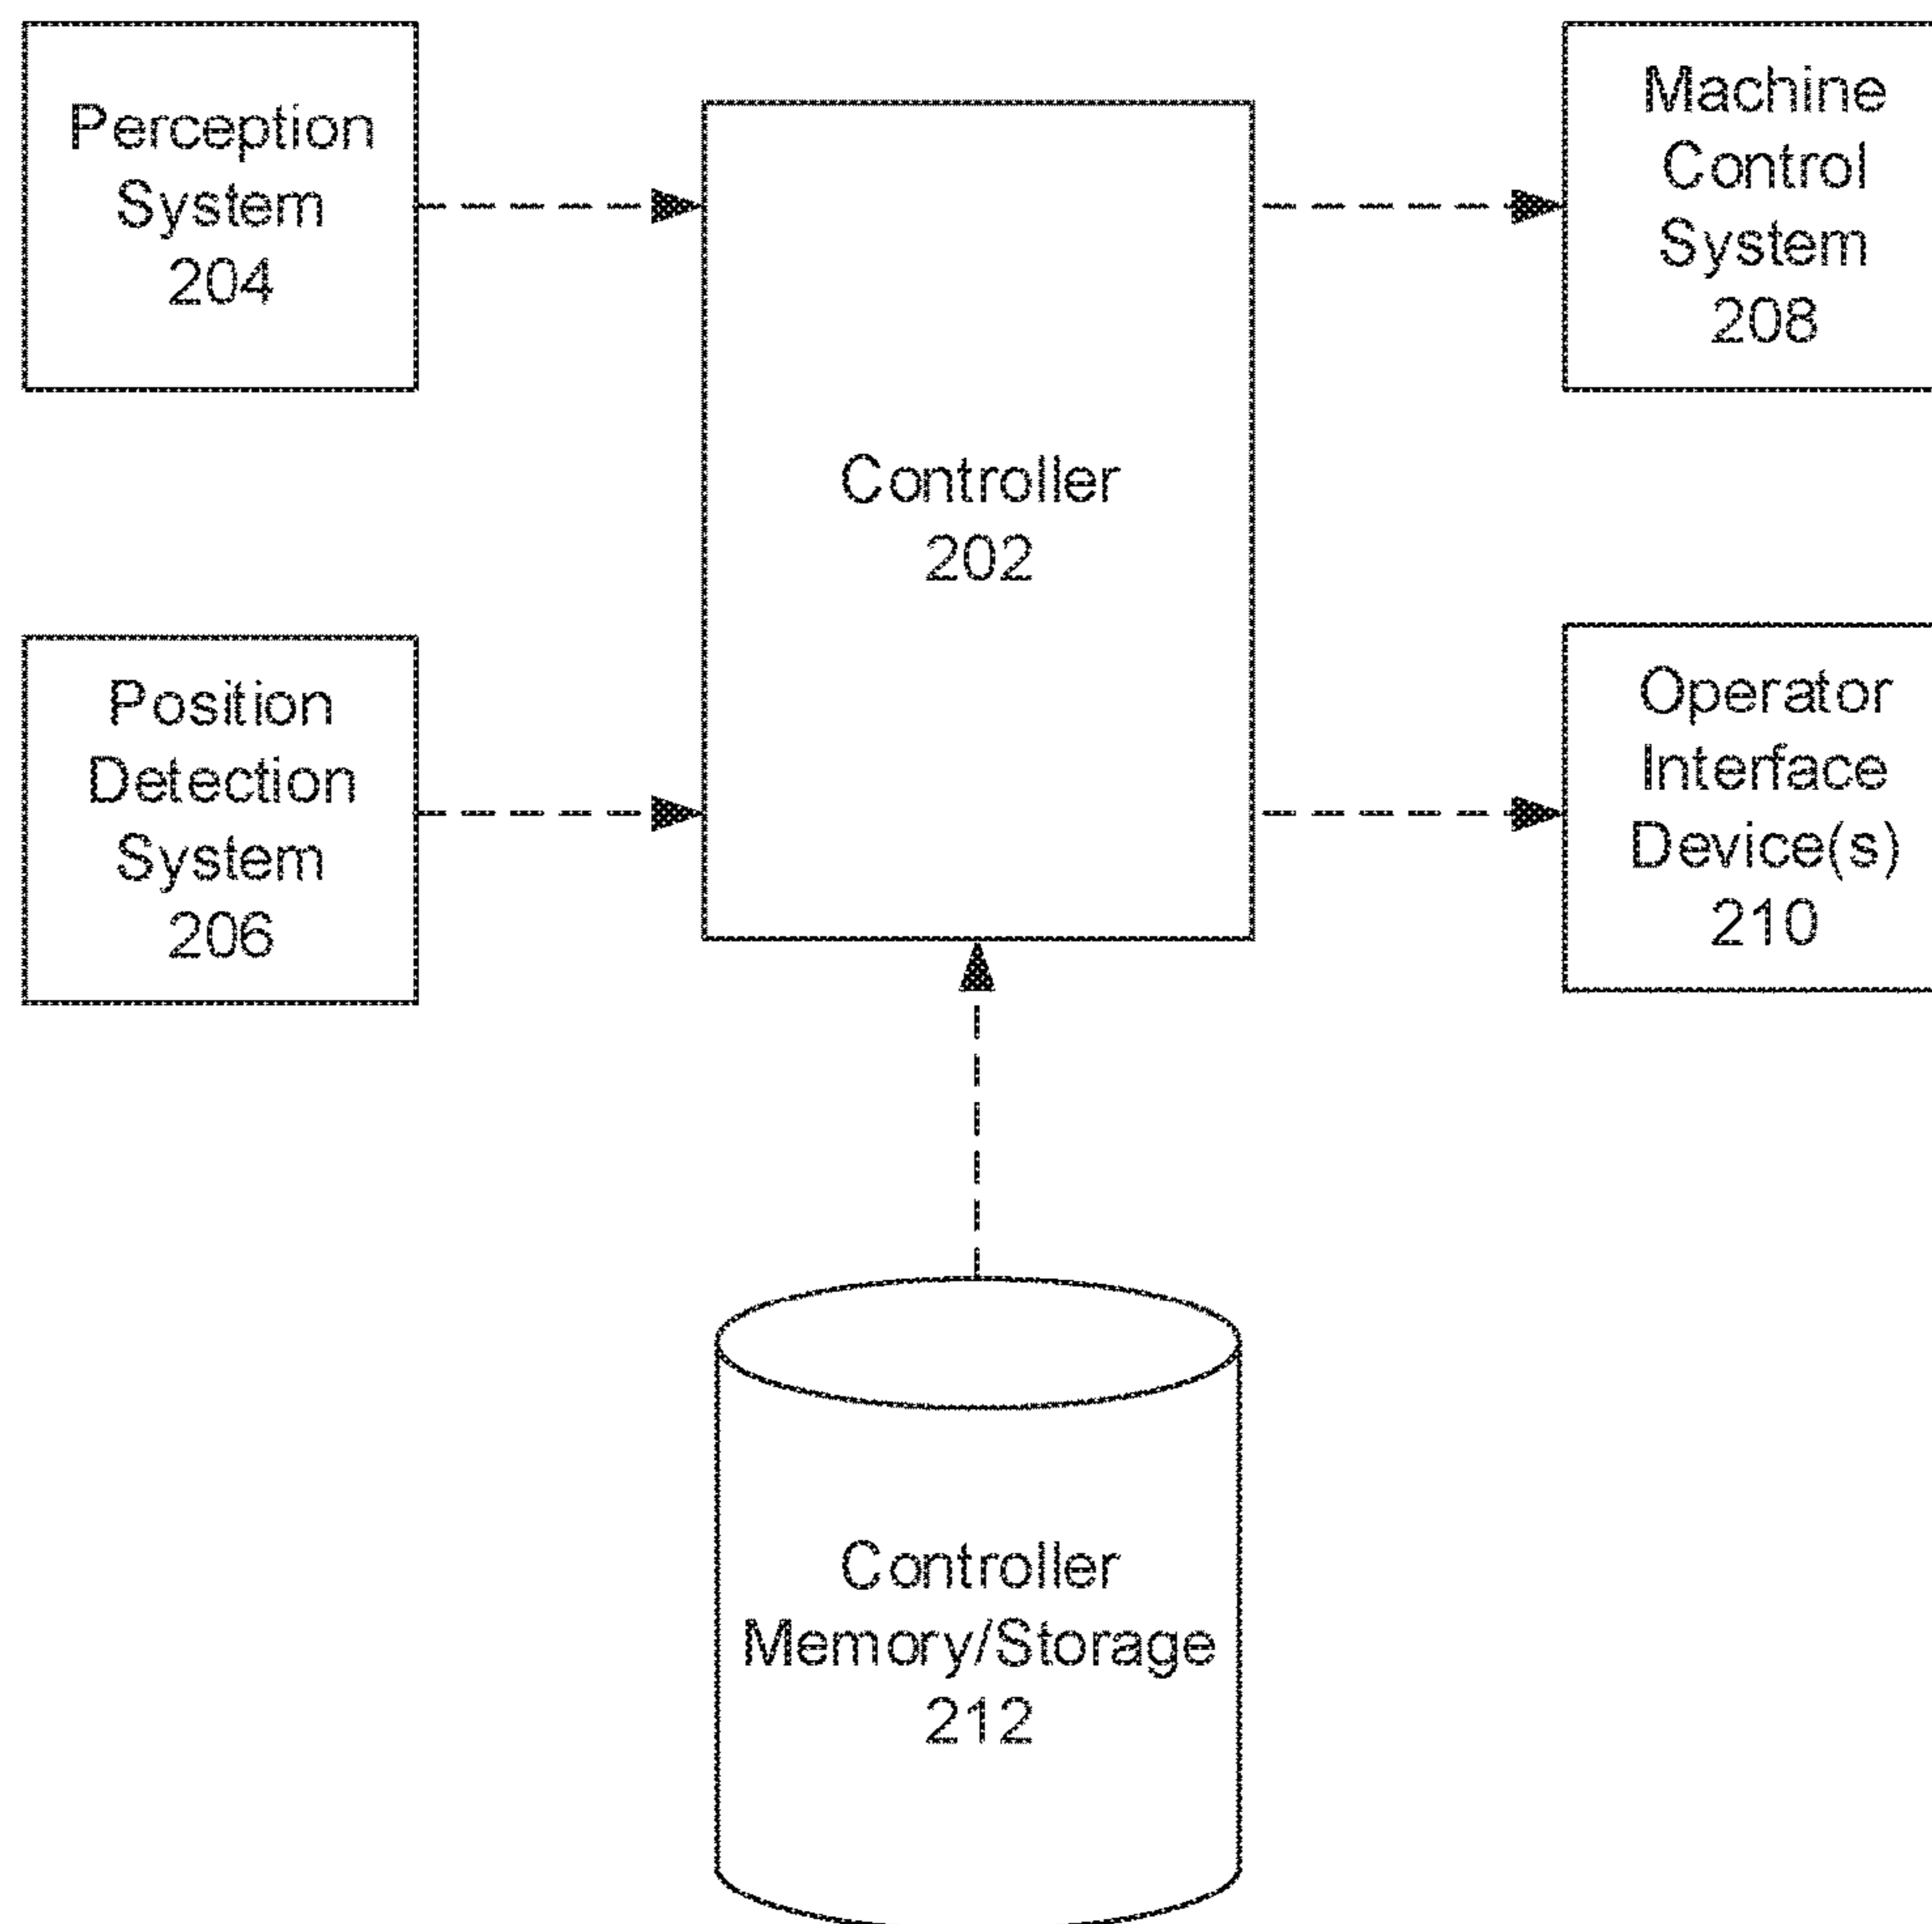 Perception
System
204
Controller
202
Machine
Control
System
208
Position
Detection
System
206
Operator
Interface
Device(s)
210
Controller
Memory/Storage
212